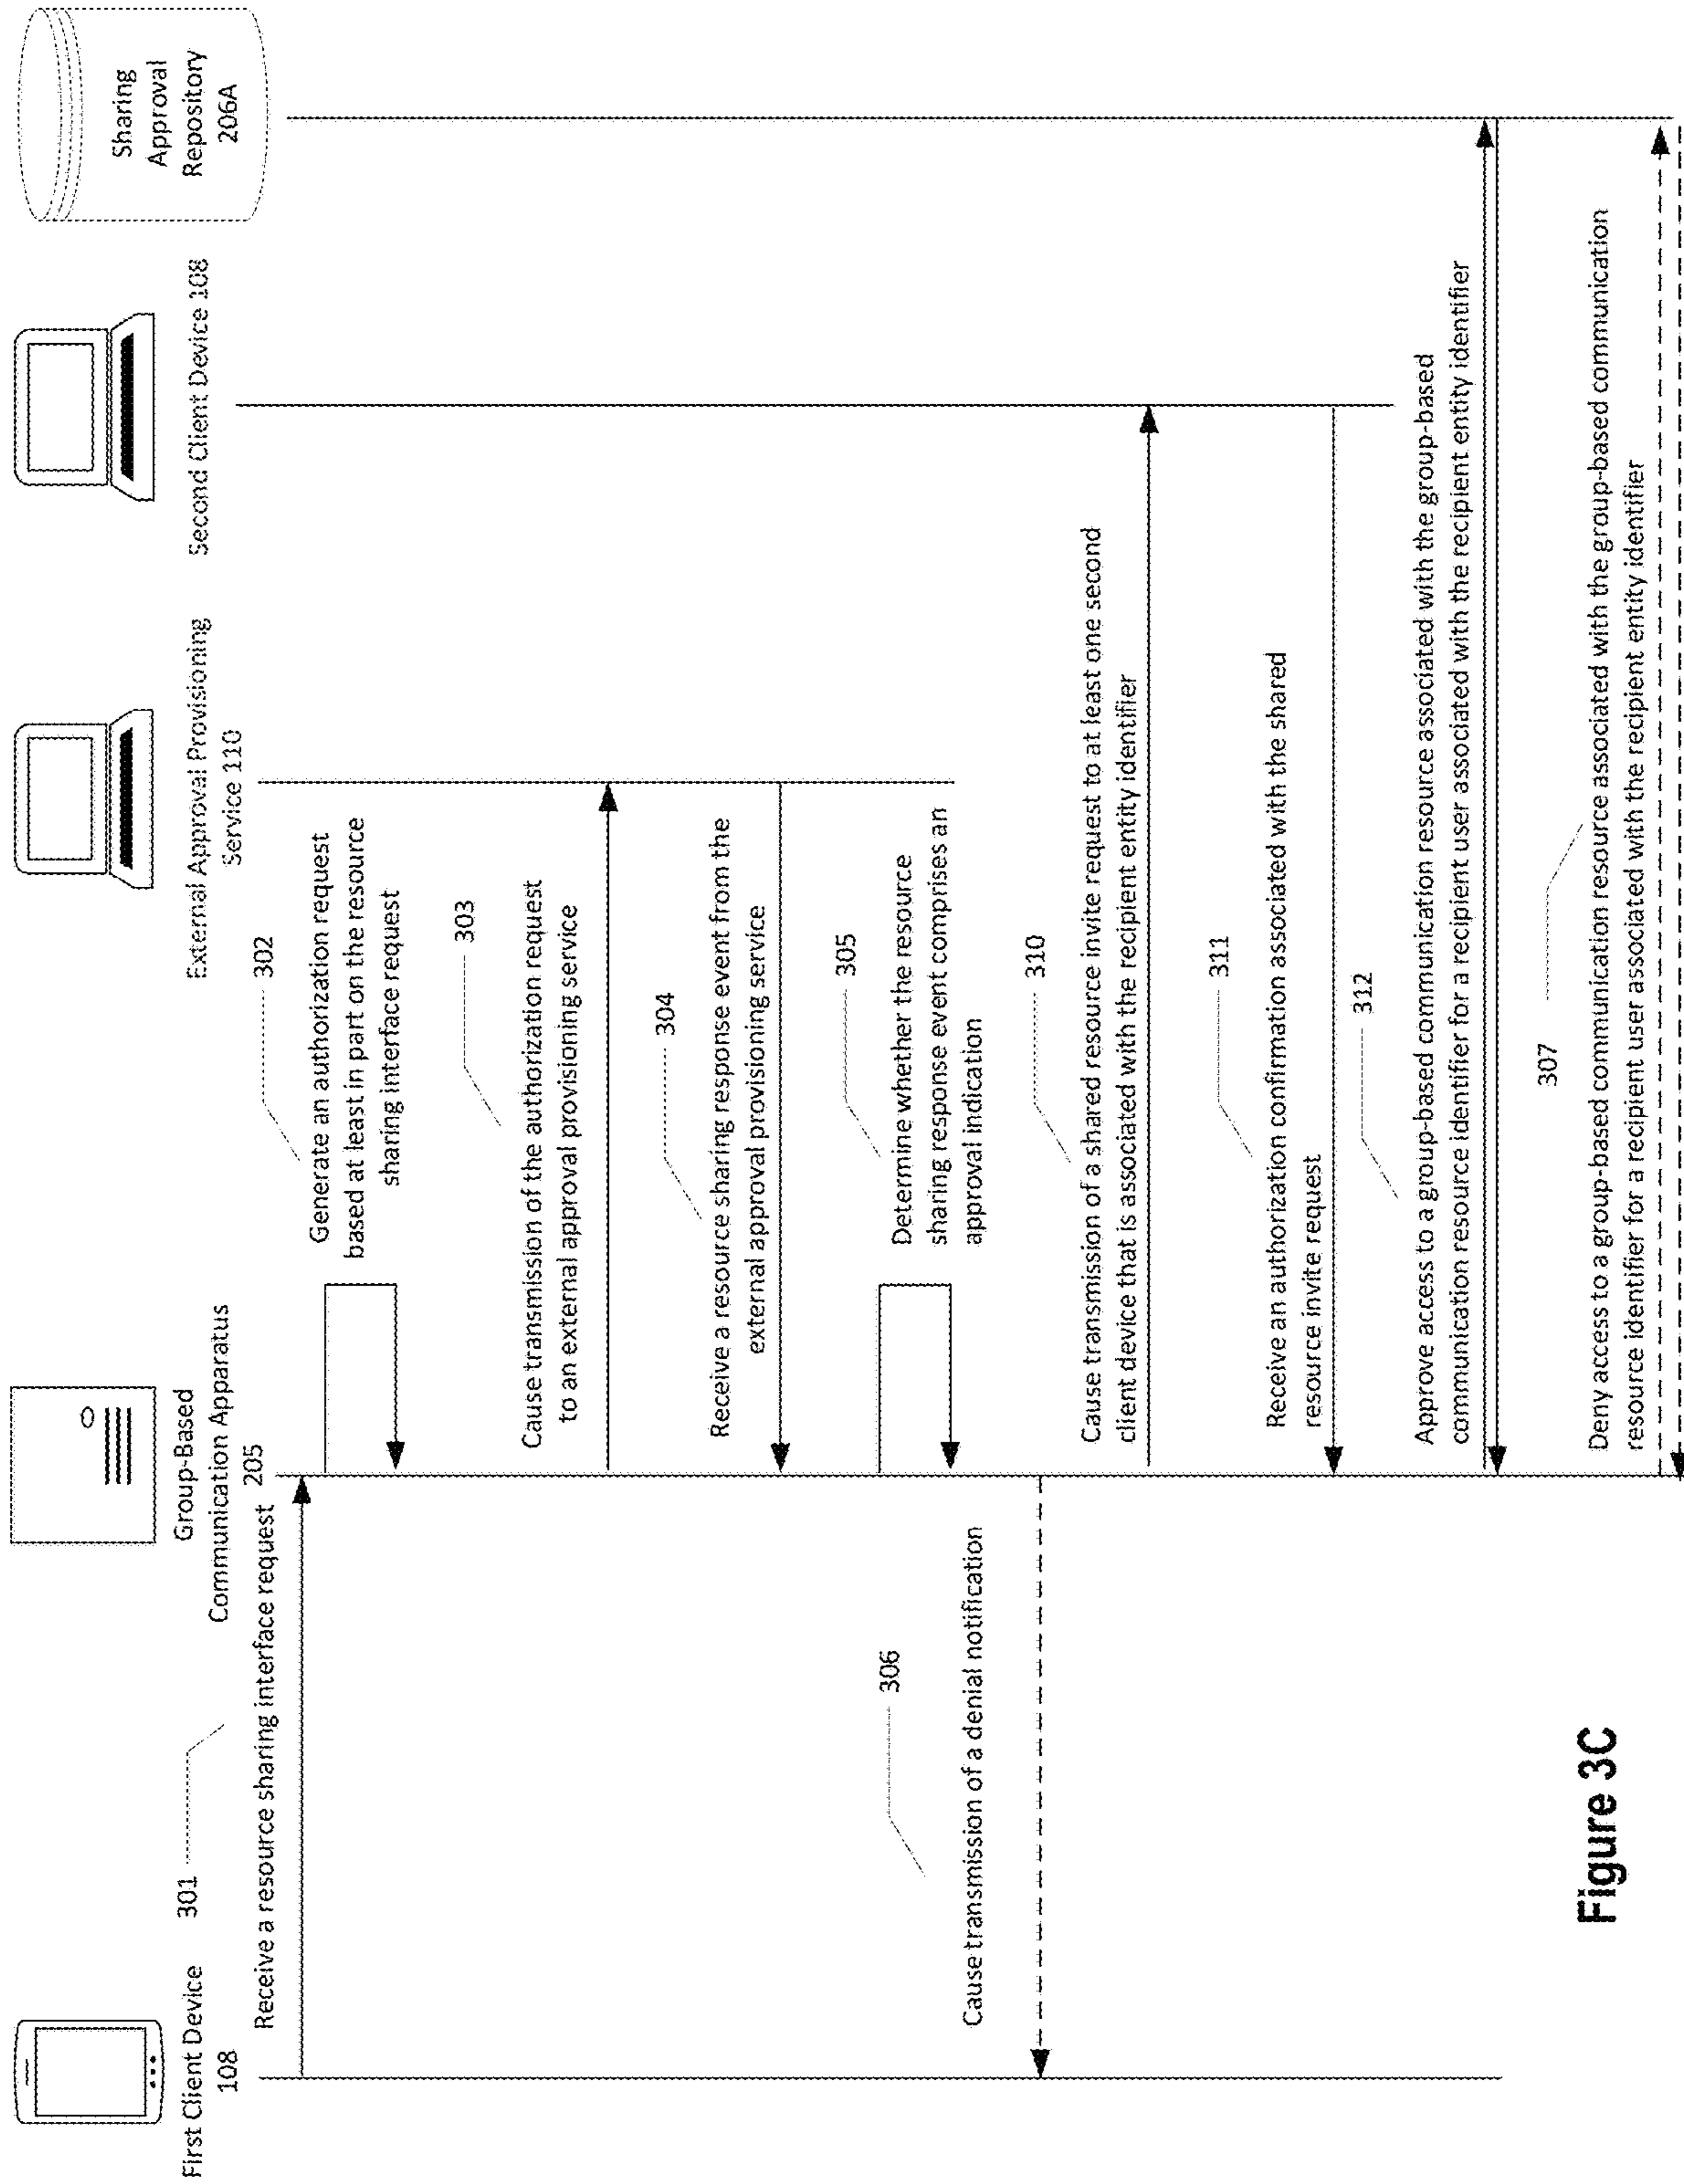 First Client Device
108
Group-Based
Communication Apparatus
205
External Approval Provisioning
Service 110
Second Client Device 108
Sharing
Approval
Repository
206A
301
Receive a resource sharing interface request
302
Generate an authorization request
based at least in part on the resource
sharing interface request
303
Cause transmission of the authorization request
to an external approval provisioning service
304
Receive a resource sharing response event from the
external approval provisioning service
305
Determine whether the resource
sharing response event comprises an
approval indication
306
Cause transmission of a denial notification
310
Cause transmission of a shared resource invite request to at least one second
client device that is associated with the recipient entity identifier
311
Receive an authorization confirmation associated with the shared
resource invite request
312
Approve access to a group-based communication resource associated with the group-based
communication resource identifier for a recipient user associated with the recipient entity identifier
307
Deny access to a group-based communication resource associated with the group-based communication
resource identifier for a recipient user associated with the recipient entity identifier
Figure 3C